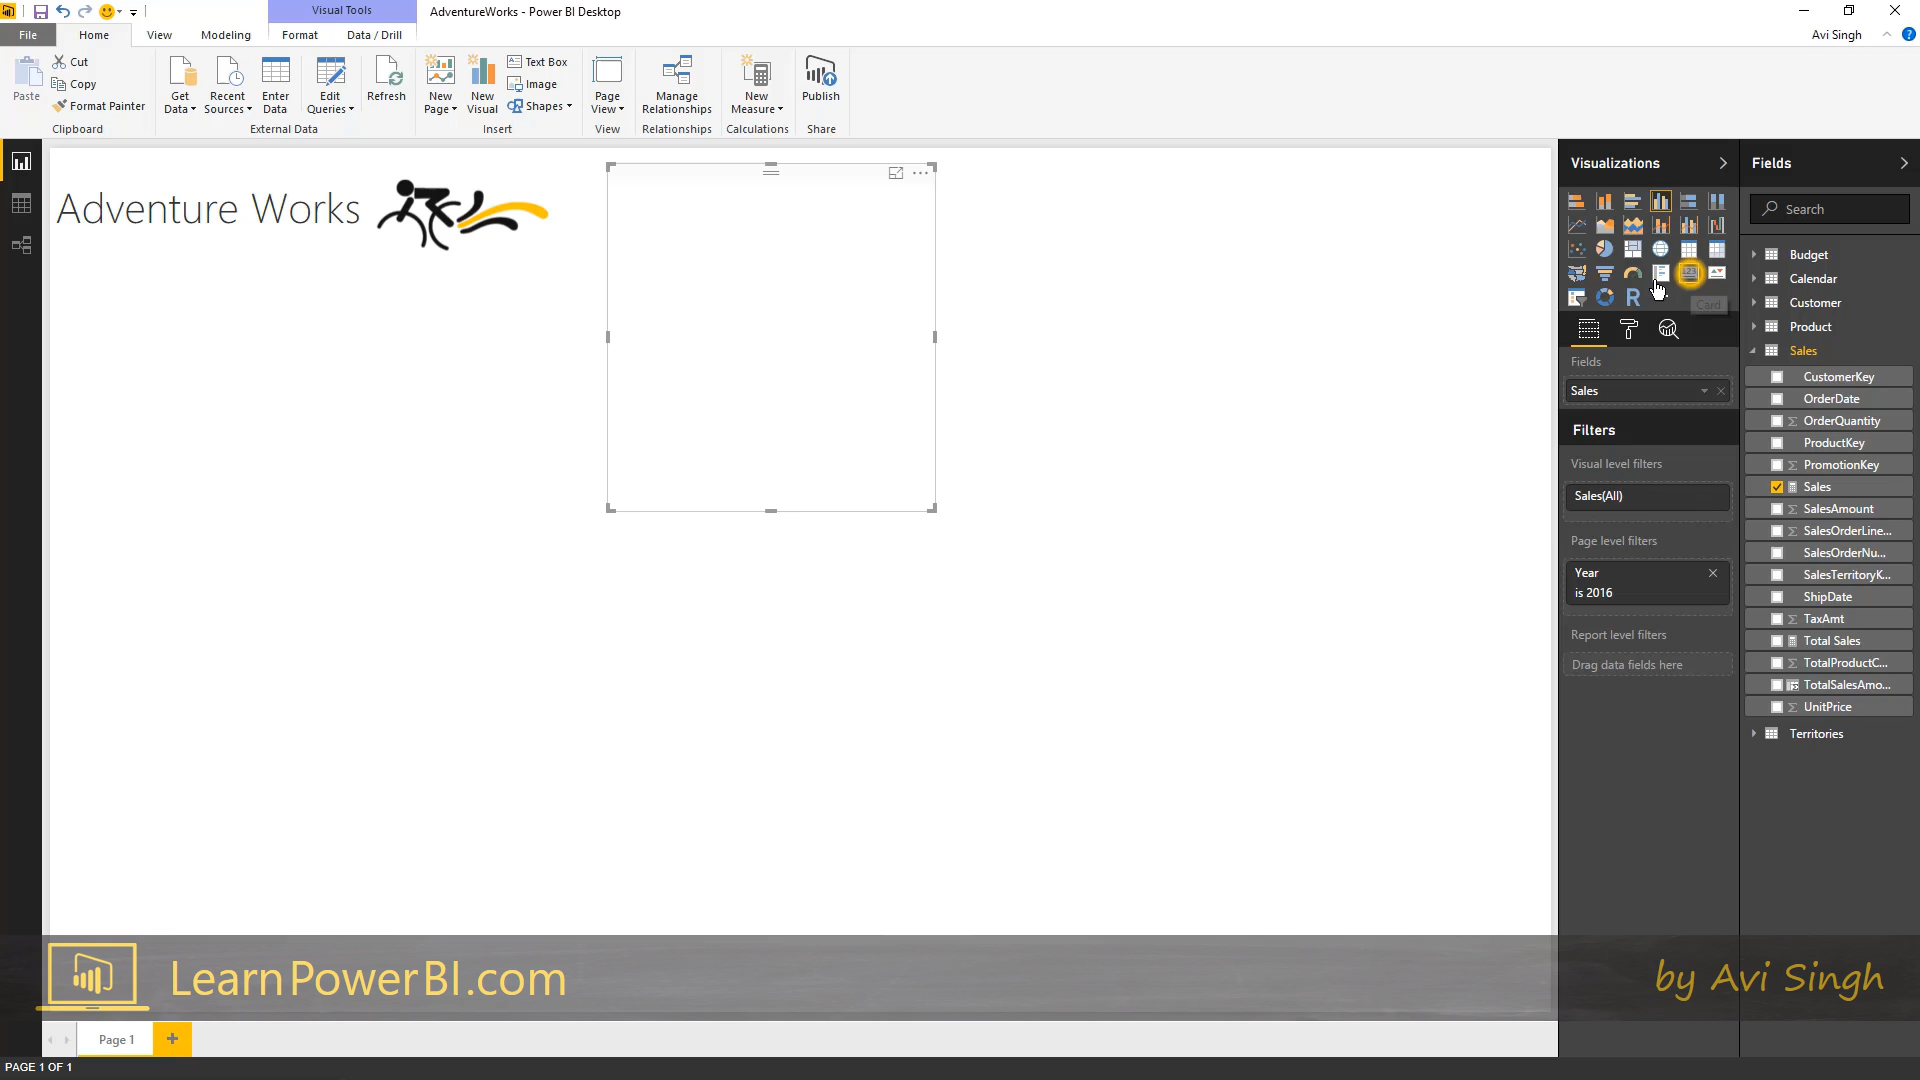 Visual Tools
AdventureWorks - Power BI Desktop
File
Home
View
Modeling
Format
Data / Drill
Avi Singh
Paste
Cut
Copy
Format Painter
Clipboard
Get Data
Recent Sources
Enter Data
Edit Queries
External Data
Refresh
New Page
New Visual
Text Box
Image
Shapes
Insert
Page View
View
Manage Relationships
Relationships
New Measure
Calculations
Publish
Share
Adventure Works
Visualizations
R
123
Card
Fields
Sales
Filters
Visual level filters
Sales(All)
Page level filters
Year
is 2016
Report level filters
Drag data fields here
Fields
Search
Budget
Calendar
Customer
Product
Sales
CustomerKey
OrderDate
OrderQuantity
ProductKey
PromotionKey
Sales
SalesAmount
SalesOrderLine...
SalesOrderNu...
SalesTerritoryK...
ShipDate
TaxAmt
Total Sales
TotalProductC...
TotalSalesAmo...
UnitPrice
Territories
LearnPowerBI.com
by Avi Singh
Page 1
PAGE 1 OF 1